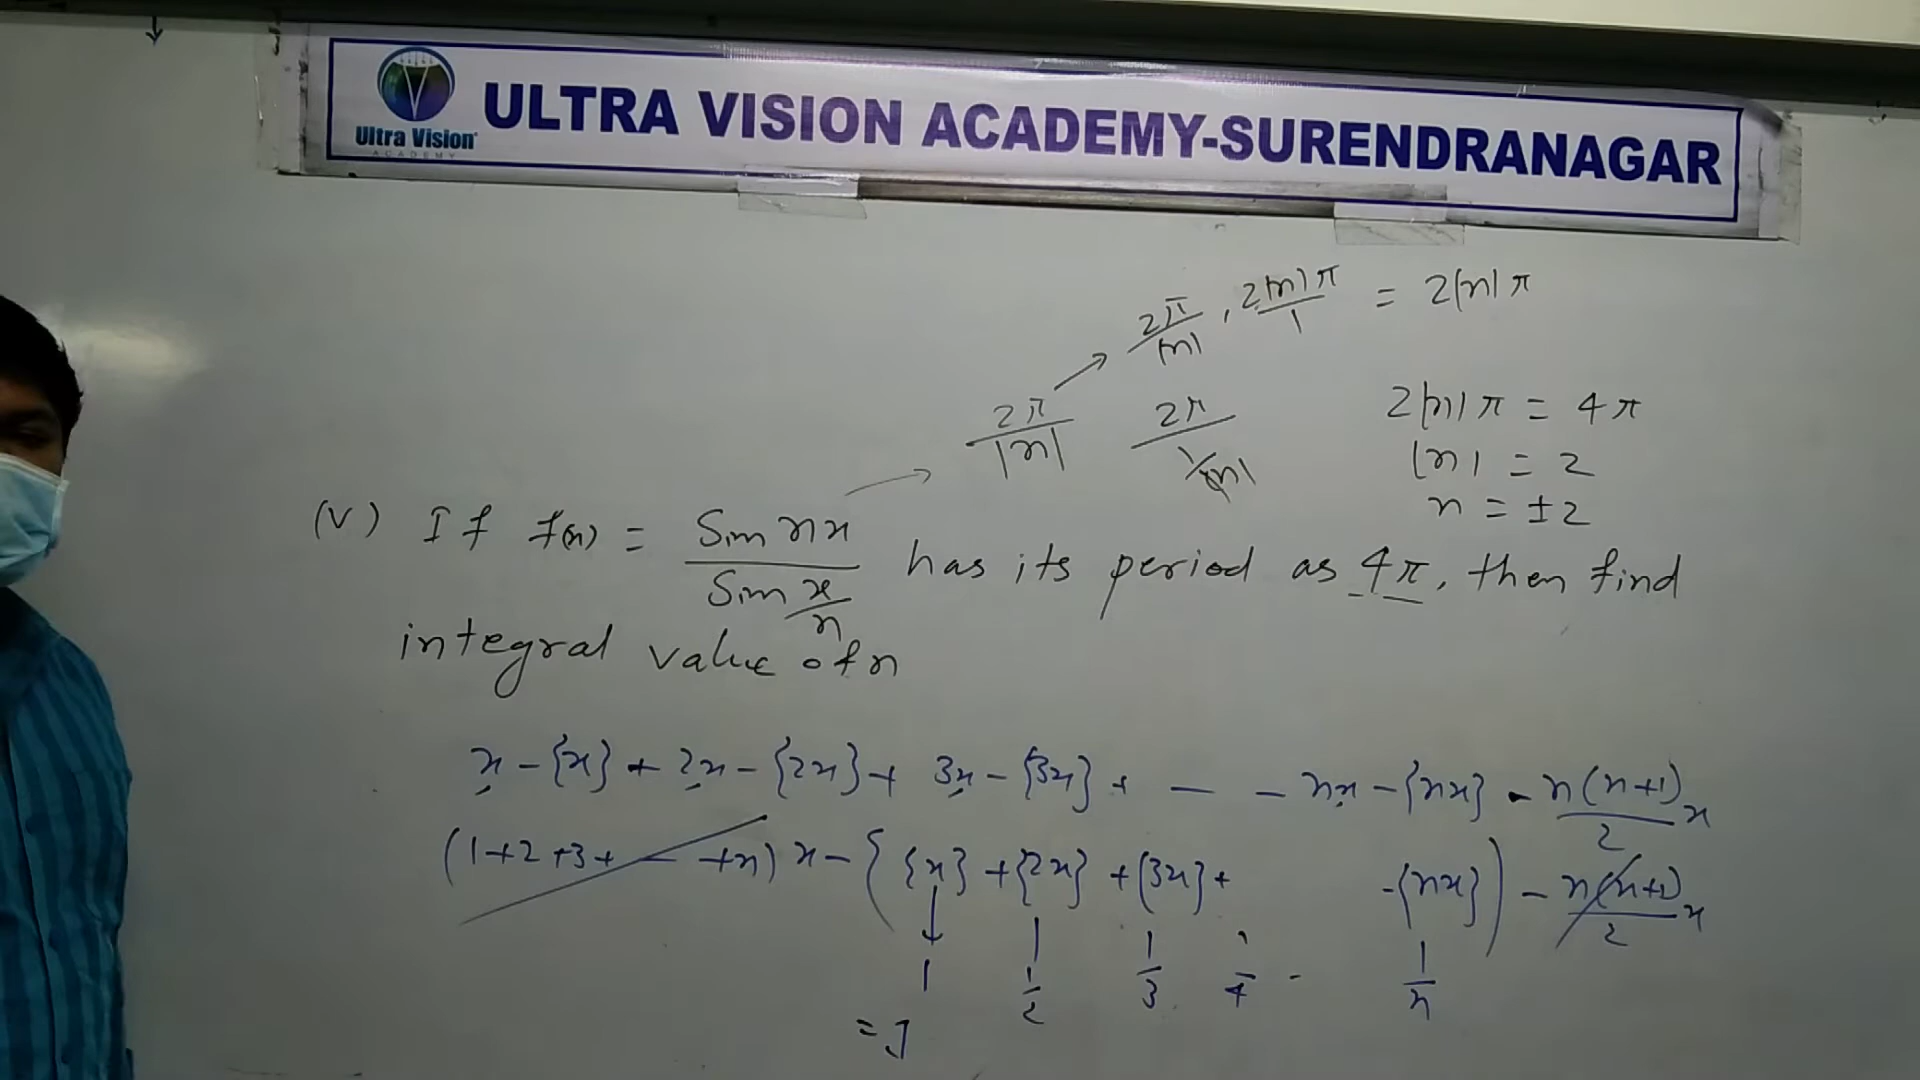 ULTRA VISION ACADEMY-SURENDRANAGAR
Ultra Vision
ACADEMY
2π/|n| , 2|n|π/1 = 2|n|π
2π/|n| 2π/(1/|n|)
2|n|π = 4π
|n| = 2
n = ±2
(V) If f(x) = Sin nx / Sin x/n has its period as 4π, then find
integral value of n
x - {x} + 2x - {2x} + 3x - {3x} + — - nx - {nx} - n(n+1)/2 x
(1+2+3+ — +n) x - { {x} + {2x} + {3x} + - {nx} ) - n(n+1)/2 x
1 1/2 1/3 1/4 - 1/n
= 1